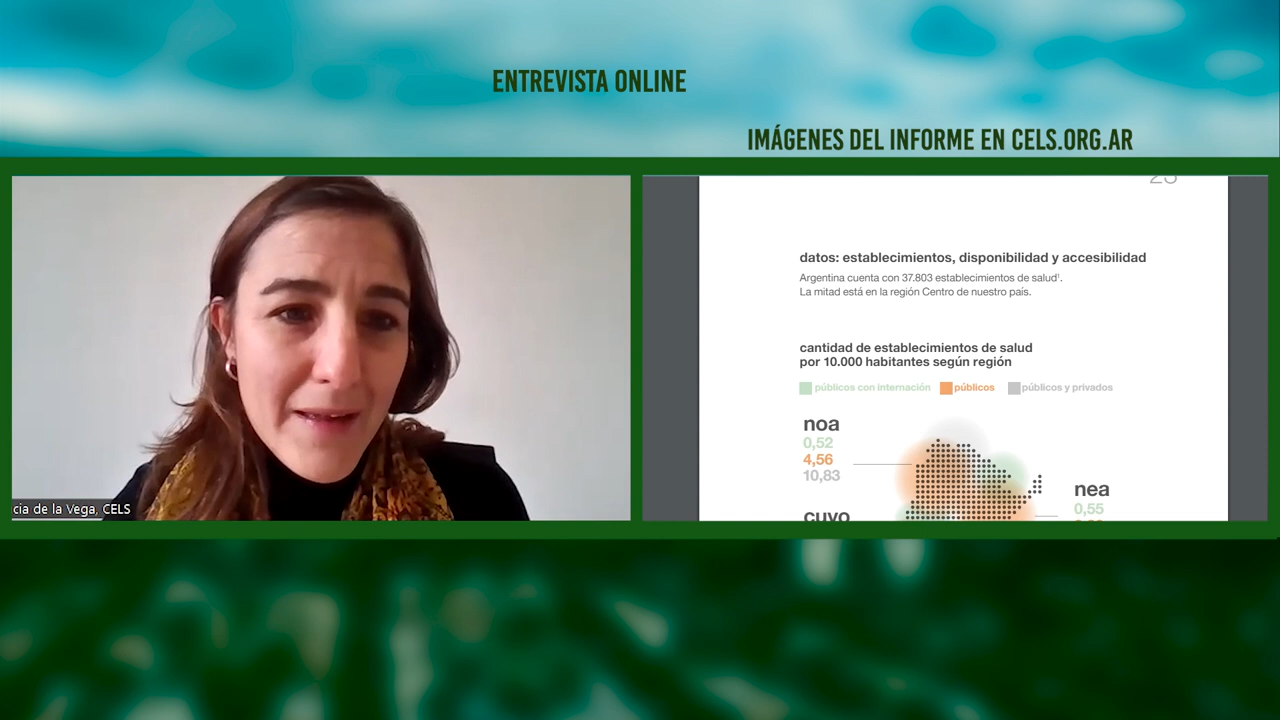 ENTREVISTA ONLINE
IMÁGENES DEL INFORME EN CELS.ORG.AR
datos: establecimientos, disponibilidad y accesibilidad
Argentina cuenta con 37.803 establecimientos de salud¹.
La mitad está en la región Centro de nuestro país.
cantidad de establecimientos de salud
por 10.000 habitantes según región
públicos con internación públicos públicos y privados
noa
0,52
4,56
10,83
nea
0,55
cuyo
cía de la Vega, CELS